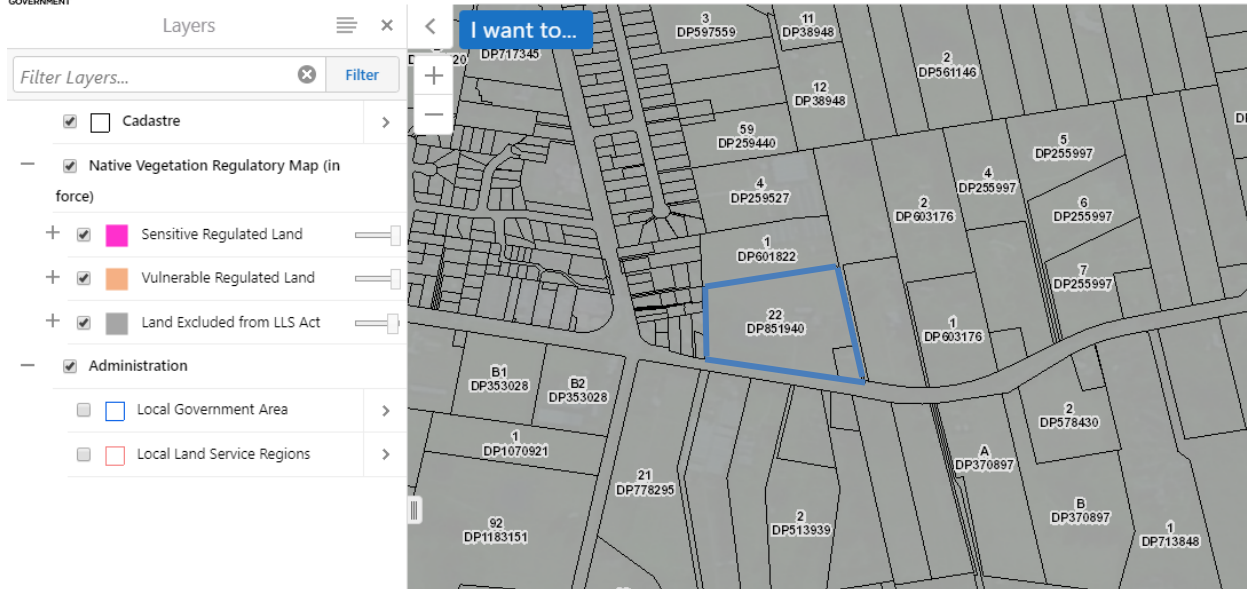 GOVERNMENT
Layers
Filter Layers...
Filter
Cadastre
Native Vegetation Regulatory Map (in
force)
Sensitive Regulated Land
Vulnerable Regulated Land
Land Excluded from LLS Act
Administration
Local Government Area
Local Land Service Regions
I want to...
20
DP717345
3
DP597559
11
DP38948
2
DP561146
12
DP38948
59
DP259440
5
DP255997
4
DP259527
4
DP255997
2
DP603176
6
DP255997
1
DP601822
7
DP255997
22
DP851940
1
DP603176
B1
DP353028
B2
DP353028
2
DP578430
1
DP1070921
A
DP370897
21
DP778295
B
DP370897
92
DP1183151
2
DP513939
1
DP713848